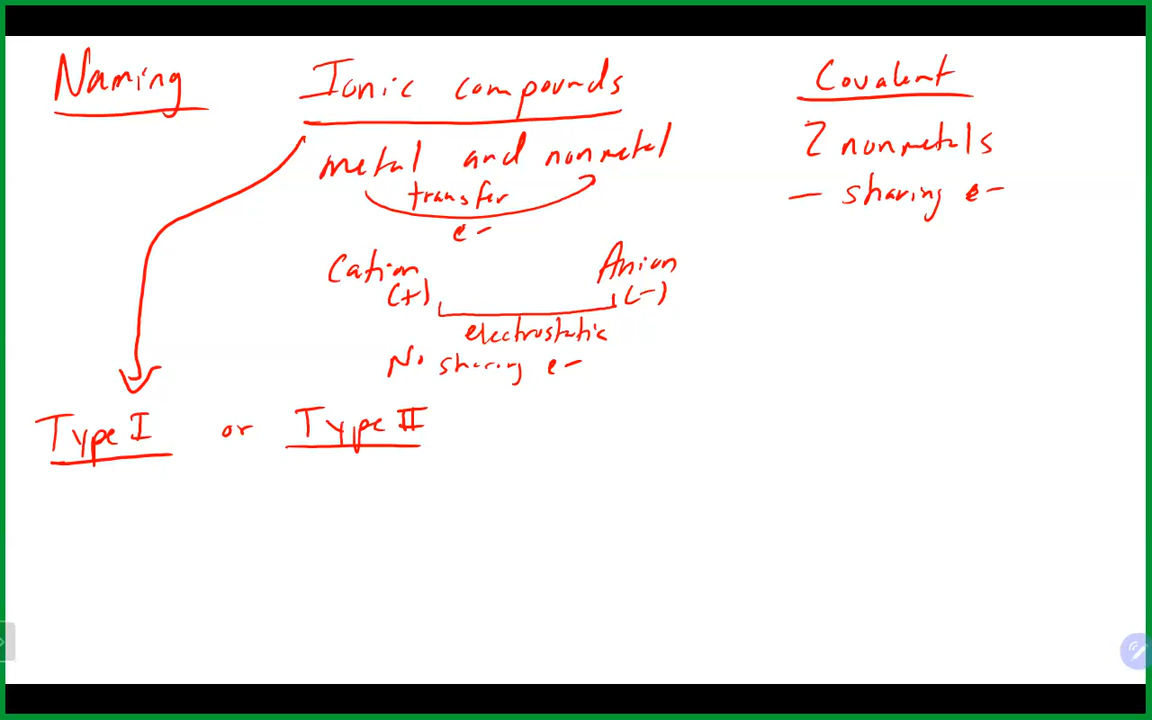 Naming
Ionic compounds
metal and nonmetal
transfer
e-
Cation
(+)
Anion
(-)
electrostatic
No sharing e-
Type I or Type II
Covalent
2 nonmetals
- sharing e-